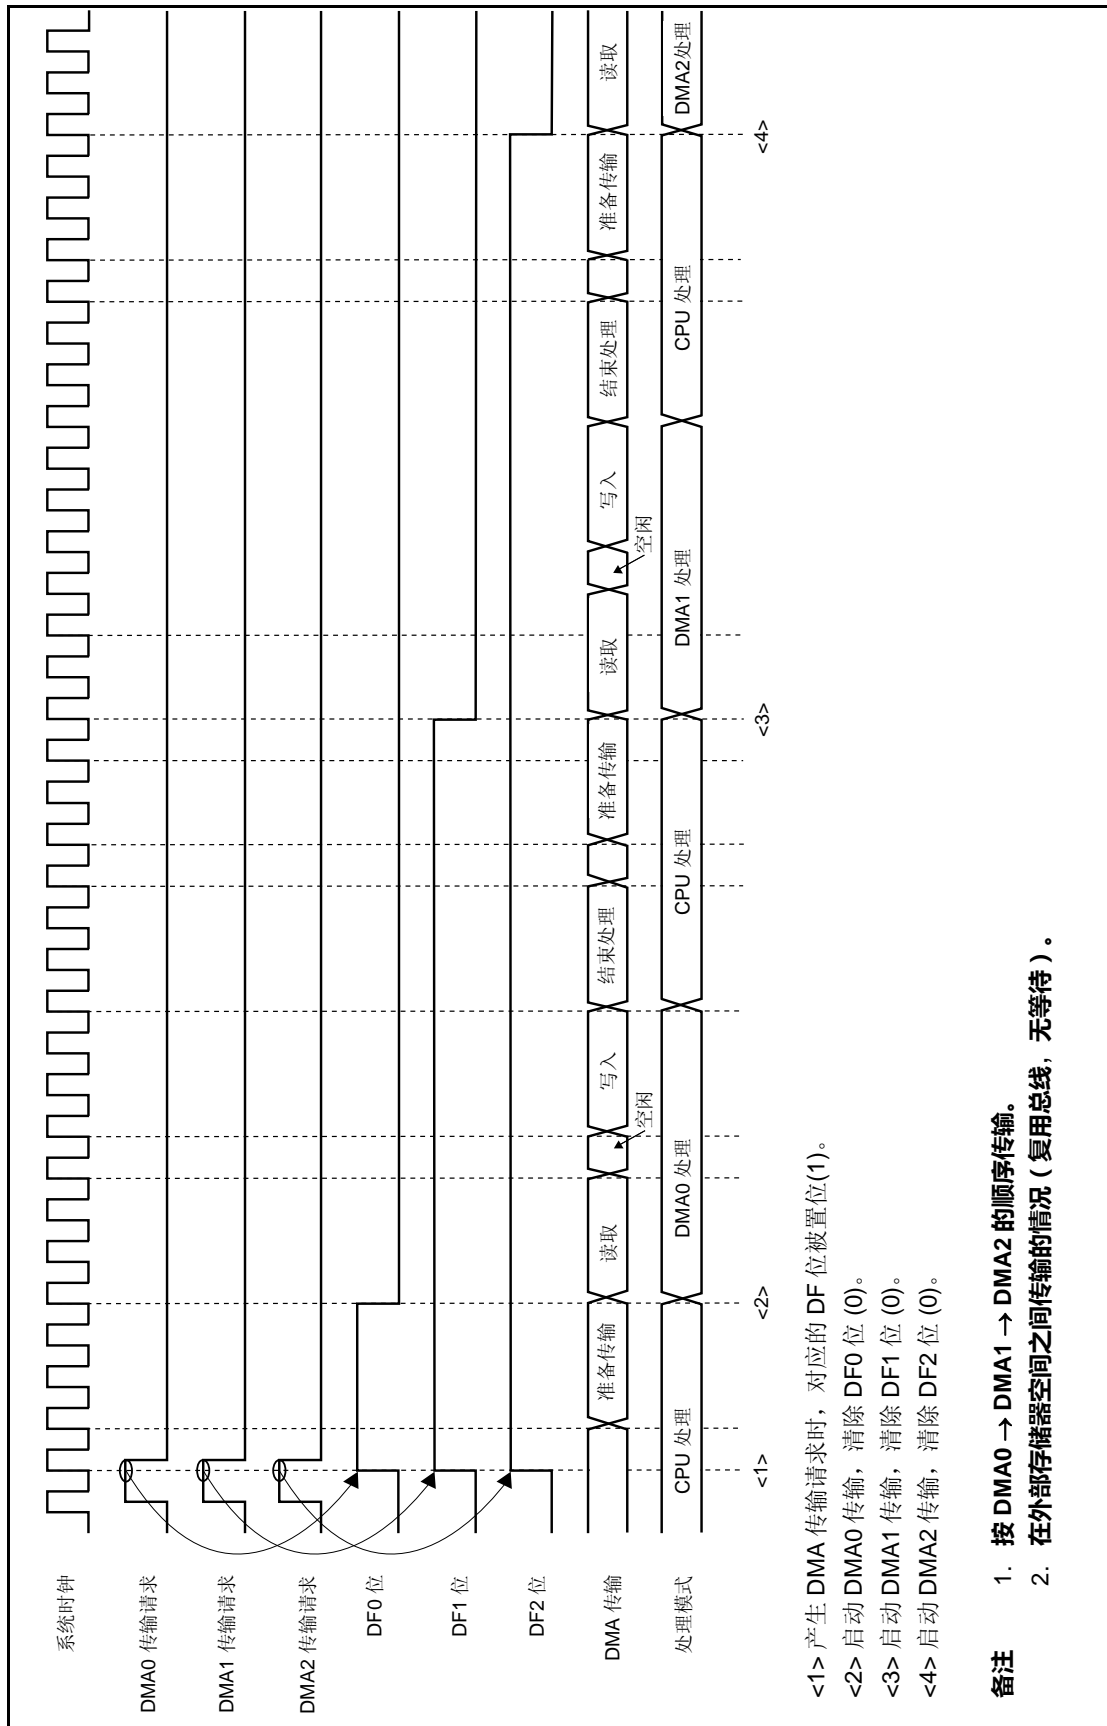 系统时钟
DMA0 传输请求
DMA1 传输请求
DMA2 传输请求
DF0 位
DF1 位
DF2 位
DMA 传输
准备传输
读取
空闲
写入
结束处理
准备传输
读取
空闲
写入
结束处理
准备传输
读取
处理模式
CPU 处理
DMA0 处理
CPU 处理
DMA1 处理
CPU 处理
DMA2处理
<1>
<2>
<3>
<4>
<1> 产生 DMA 传输请求时，对应的 DF 位被置位(1)。
<2> 启动 DMA0 传输，清除 DF0 位 (0)。
<3> 启动 DMA1 传输，清除 DF1 位 (0)。
<4> 启动 DMA2 传输，清除 DF2 位 (0)。
备注 1. 按 DMA0 → DMA1 → DMA2 的顺序传输。
2. 在外部存储器空间之间传输的情况（复用总线，无等待）。